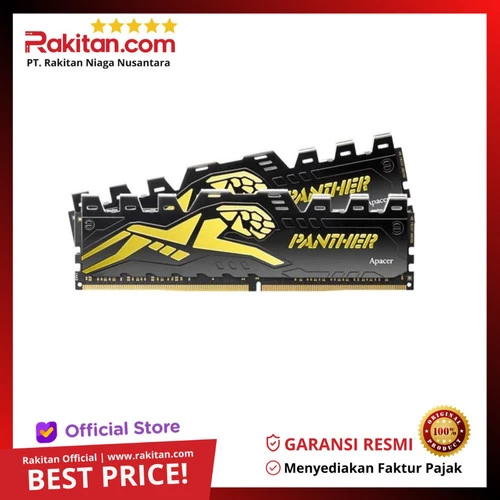 Rakitan.com
PT. Rakitan Niaga Nusantara
PANTHER
Apacer
PANTHER
Apacer
Official Store
Rakitan Official | www.rakitan.com
BEST PRICE!
GARANSI RESMI
Menyediakan Faktur Pajak
ORIGINAL
100%
PRODUCT